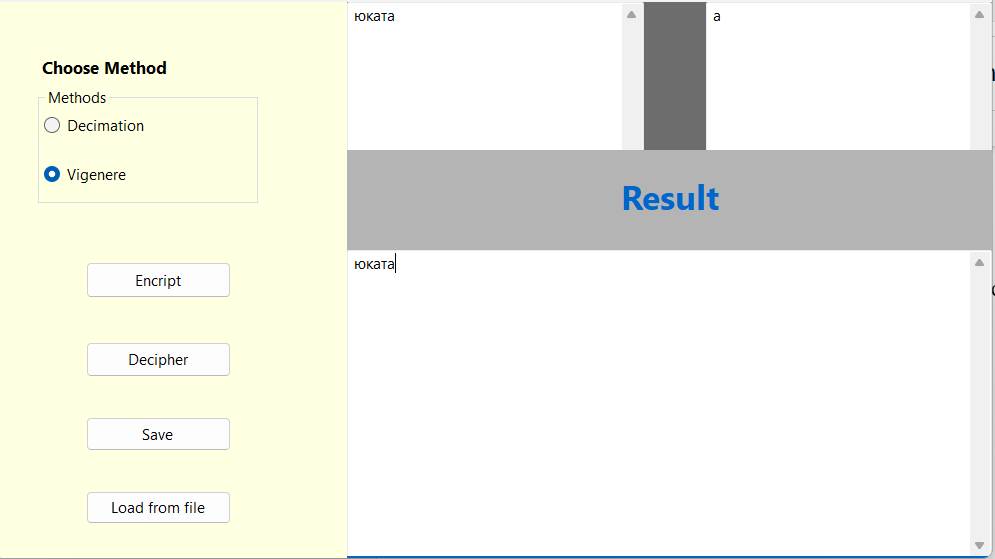 Choose Method
Methods
Decimation
Vigenere
Encript
Decipher
Save
Load from file
юката
а
Result
юката